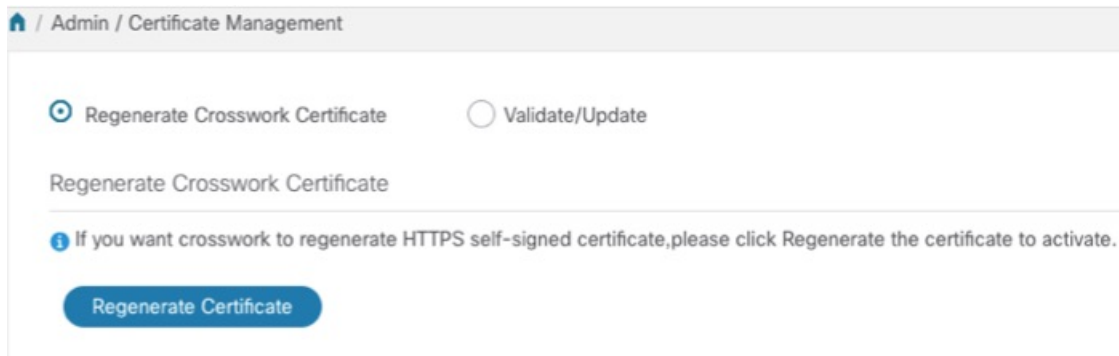 / Admin / Certificate Management
Regenerate Crosswork Certificate Validate/Update
Regenerate Crosswork Certificate
If you want crosswork to regenerate HTTPS self-signed certificate,please click Regenerate the certificate to activate.
Regenerate Certificate